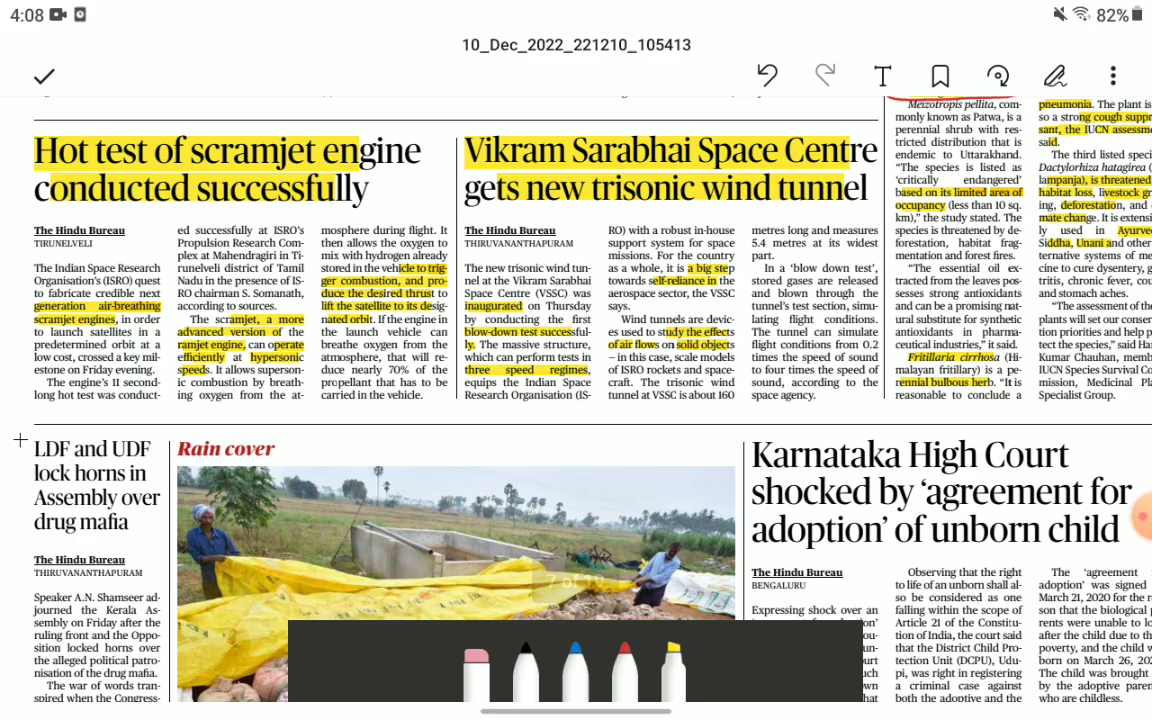 4:08
82%
10_Dec_2022_221210_105413
Hot test of scramjet engine
conducted successfully
The Hindu Bureau
TIRUNELVELI
The Indian Space Research
Organisation's (ISRO) quest
to fabricate credible next
generation air-breathing
scramjet engines, in order
to launch satellites in a
predetermined orbit at a
low cost, crossed a key mil-
estone on Friday evening.
The engine's 11 second-
long hot test was conduct-
ed successfully at ISRO's
Propulsion Research Com-
plex at Mahendragiri in Ti-
runelveli district of Tamil
Nadu in the presence of IS-
RO chairman S. Somanath,
according to sources.
The scramjet, a more
advanced version of the
ramjet engine, can operate
efficiently at hypersonic
speeds. It allows superson-
ic combustion by breath-
ing oxygen from the at-
mosphere during flight. It
then allows the oxygen to
mix with hydrogen already
stored in the vehicle to trig-
ger combustion, and pro-
duce the desired thrust to
lift the satellite to its desig-
nated orbit. If the engine in
the launch vehicle can
breathe oxygen from the
atmosphere, that will re-
duce nearly 70% of the
propellant that has to be
carried in the vehicle.
Vikram Sarabhai Space Centre
gets new trisonic wind tunnel
The Hindu Bureau
THIRUVANANTHAPURAM
The new trisonic wind tun-
nel at the Vikram Sarabhai
Space Centre (VSSC) was
inaugurated on Thursday
by conducting the first
blow-down test successful-
ly. The massive structure,
which can perform tests in
three speed regimes,
equips the Indian Space
Research Organisation (IS-
RO) with a robust in-house
support system for space
missions. For the country
as a whole, it is a big step
towards self-reliance in the
aerospace sector, the VSSC
says.
Wind tunnels are devic-
es used to study the effects
of air flows on solid objects
– in this case, scale models
of ISRO rockets and space-
craft. The trisonic wind
tunnel at VSSC is about 160
metres long and measures
5.4 metres at its widest
part.
In a 'blow down test',
stored gases are released
and blown through the
tunnel's test section, simu-
lating flight conditions.
The tunnel can simulate
flight conditions from 0.2
times the speed of sound
to four times the speed of
sound, according to the
space agency.
Meizotropis pellita, com-
monly known as Patwa, is a
perennial shrub with res-
tricted distribution that is
endemic to Uttarakhand.
"The species is listed as
'critically endangered'
based on its limited area of
occupancy (less than 10 sq.
km)," the study stated. The
species is threatened by de-
forestation, habitat frag-
mentation and forest fires.
"The essential oil ex-
tracted from the leaves pos-
sesses strong antioxidants
and can be a promising nat-
ural substitute for synthetic
antioxidants in pharma-
ceutical industries," it said.
Fritillaria cirrhosa (Hi-
malayan fritillary) is a pe-
rennial bulbous herb. "It is
reasonable to conclude a
pneumonia. The plant is
so a strong cough suppr
sant, the IUCN assessme
said.
The third listed speci
Dactylorhiza hatagirea (
lampanja), is threatened
habitat loss, livestock gr
ing, deforestation, and
mate change. It is extensi
ly used in Ayurve
Siddha, Unani and other
ternative systems of me
cine to cure dysentery, g
tritis, chronic fever, cou
and stomach aches.
"The assessment of the
plants will set our conser
tion priorities and help p
tect the species," said Har
Kumar Chauhan, memb
IUCN Species Survival Co
mission, Medicinal Pla
Specialist Group.
LDF and UDF
lock horns in
Assembly over
drug mafia
The Hindu Bureau
THIRUVANANTHAPURAM
Speaker A.N. Shamseer ad-
journed the Kerala As-
sembly on Friday after the
ruling front and the Oppo-
sition locked horns over
the alleged political patro-
nisation of the drug mafia.
The war of words tran-
spired when the Congress-
Rain cover
Karnataka High Court
shocked by 'agreement for
adoption' of unborn child
The Hindu Bureau
BENGALURU
Expressing shock over an
Observing that the right
to life of an unborn shall al-
so be considered as one
falling within the scope of
Article 21 of the Constitu-
tion of India, the court said
that the District Child Pro-
tection Unit (DCPU), Udu-
pi, was right in registering
a criminal case against
both the adoptive and the
The 'agreement
adoption' was signed
March 21, 2020 for the r
son that the biological p
rents were unable to lo
after the child due to th
poverty, and the child w
born on March 26, 202
The child was brought
by the adoptive paren
who are childless.